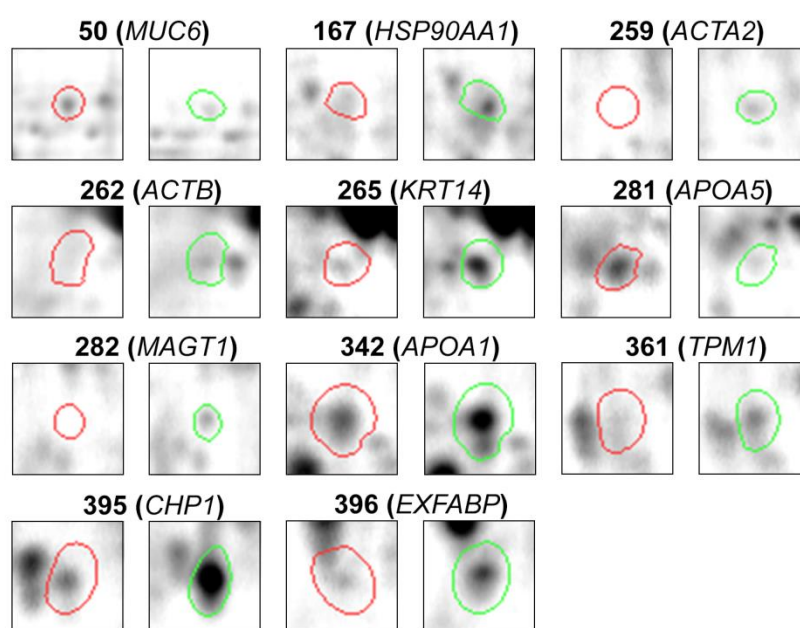 50 (MUC6) 167 (HSP90AA1) 259 (ACTA2)
262 (ACTB) 265 (KRT14) 281 (APOA5)
282 (MAGT1) 342 (APOA1) 361 (TPM1)
395 (CHP1) 396 (EXFABP)